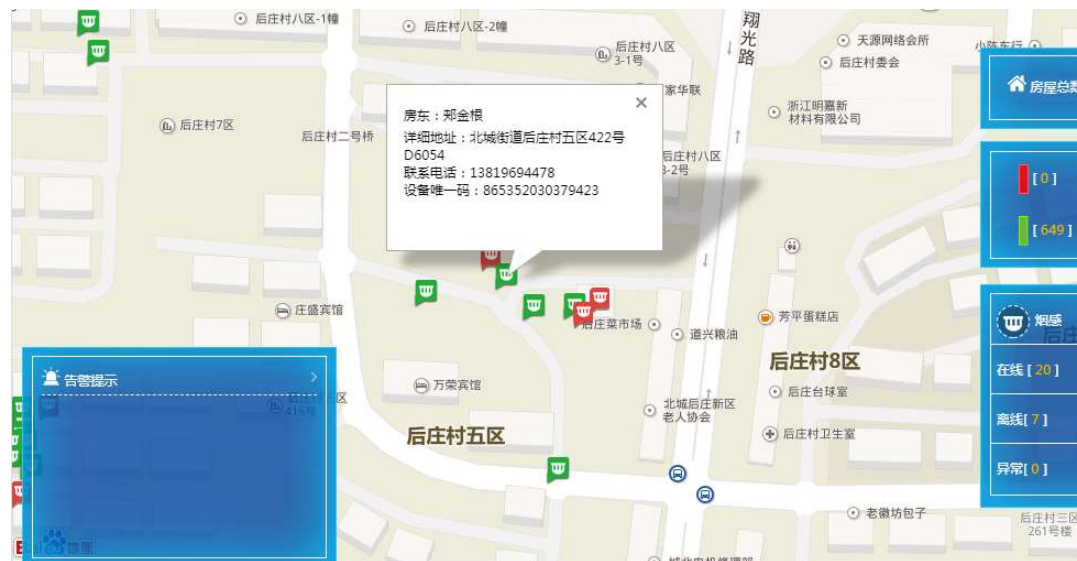 后庄村八区-1幢
后庄村八区-2幢
翔光路
天源网络会所
后庄村八区
3-1号
后庄村委会
家华联
房屋总数
浙江明嘉新
材料有限公司
后庄村7区
后庄村二号桥
房东：郑金根
详细地址：北城街道后庄村五区422号
D6054
联系电话：13819694478
设备唯一码：865352030379423
后庄村八区
3-2号
[ 0 ]
[ 649 ]
庄盛宾馆
后庄菜市场
道兴粮油
芳平蛋糕店
烟感
后庄村8区
在线 [ 20 ]
告警提示
万荣宾馆
后庄台球室
北城后庄新区
老人协会
415号
离线[ 7 ]
后庄村五区
后庄村卫生室
异常[ 0 ]
老徽坊包子
后庄村三区
261号楼